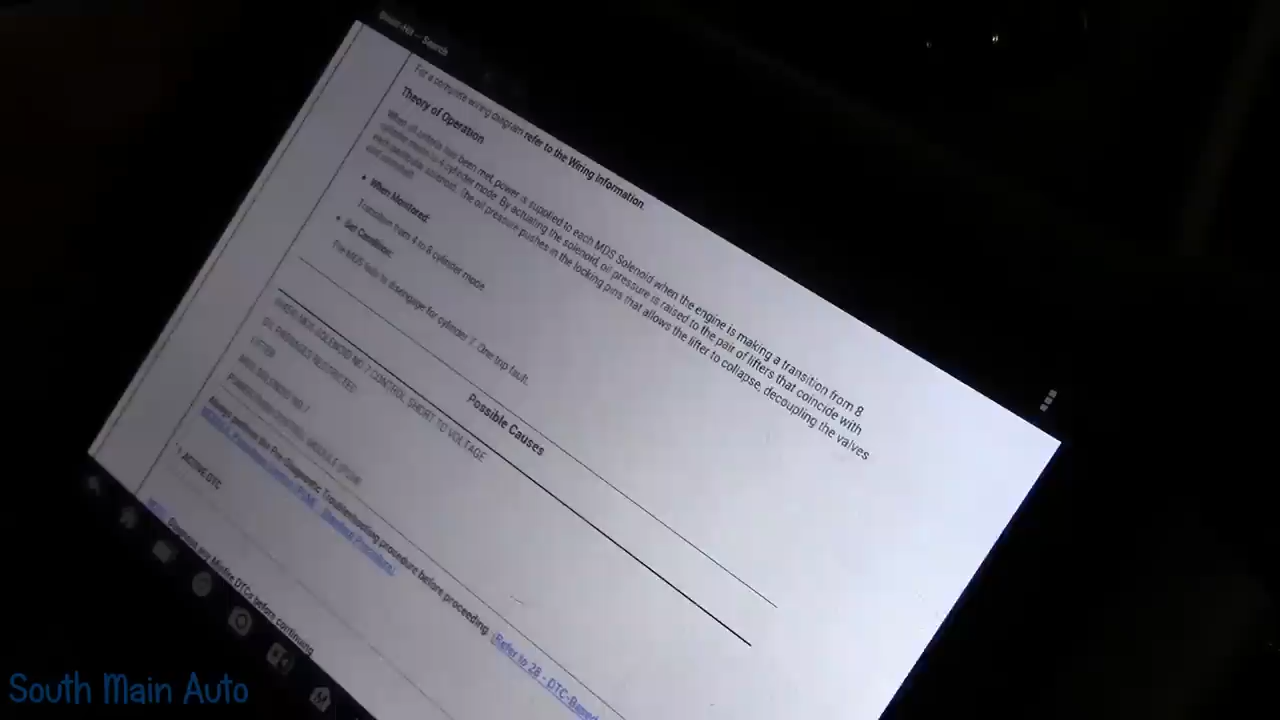 Search
For a complete wiring diagram refer to the Wiring Information.
Theory of Operation
When all criteria has been met, power is supplied to each MDS Solenoid when the engine is making a transition from 8
cylinder mode to 4 cylinder mode. By actuating the solenoid, oil pressure is raised to the pair of lifters that coincide with
each particular solenoid. The oil pressure pushes in the locking pins that allows the lifter to collapse, decoupling the valves
• When Monitored:
Transition from 4 to 8 cylinder mode.
• Set Condition:
The MDS fails to disengage for cylinder 7. One trip fault.
Possible Causes
MDS SOLENOID NO. 7 CONTROL SHORT TO VOLTAGE
OIL PASSAGES RESTRICTED
LIFTER
MDS SOLENOID NO. 7
POWERTRAIN CONTROL MODULE (PCM)
Always perform the Pre-Diagnostic Troubleshooting procedure before proceeding. (Refer to 28 - DTC-Based
Standard Procedure)
1. ACTIVE DTC
NOTE: Diagnose any Misfire DTCs before continuing
South Main Auto